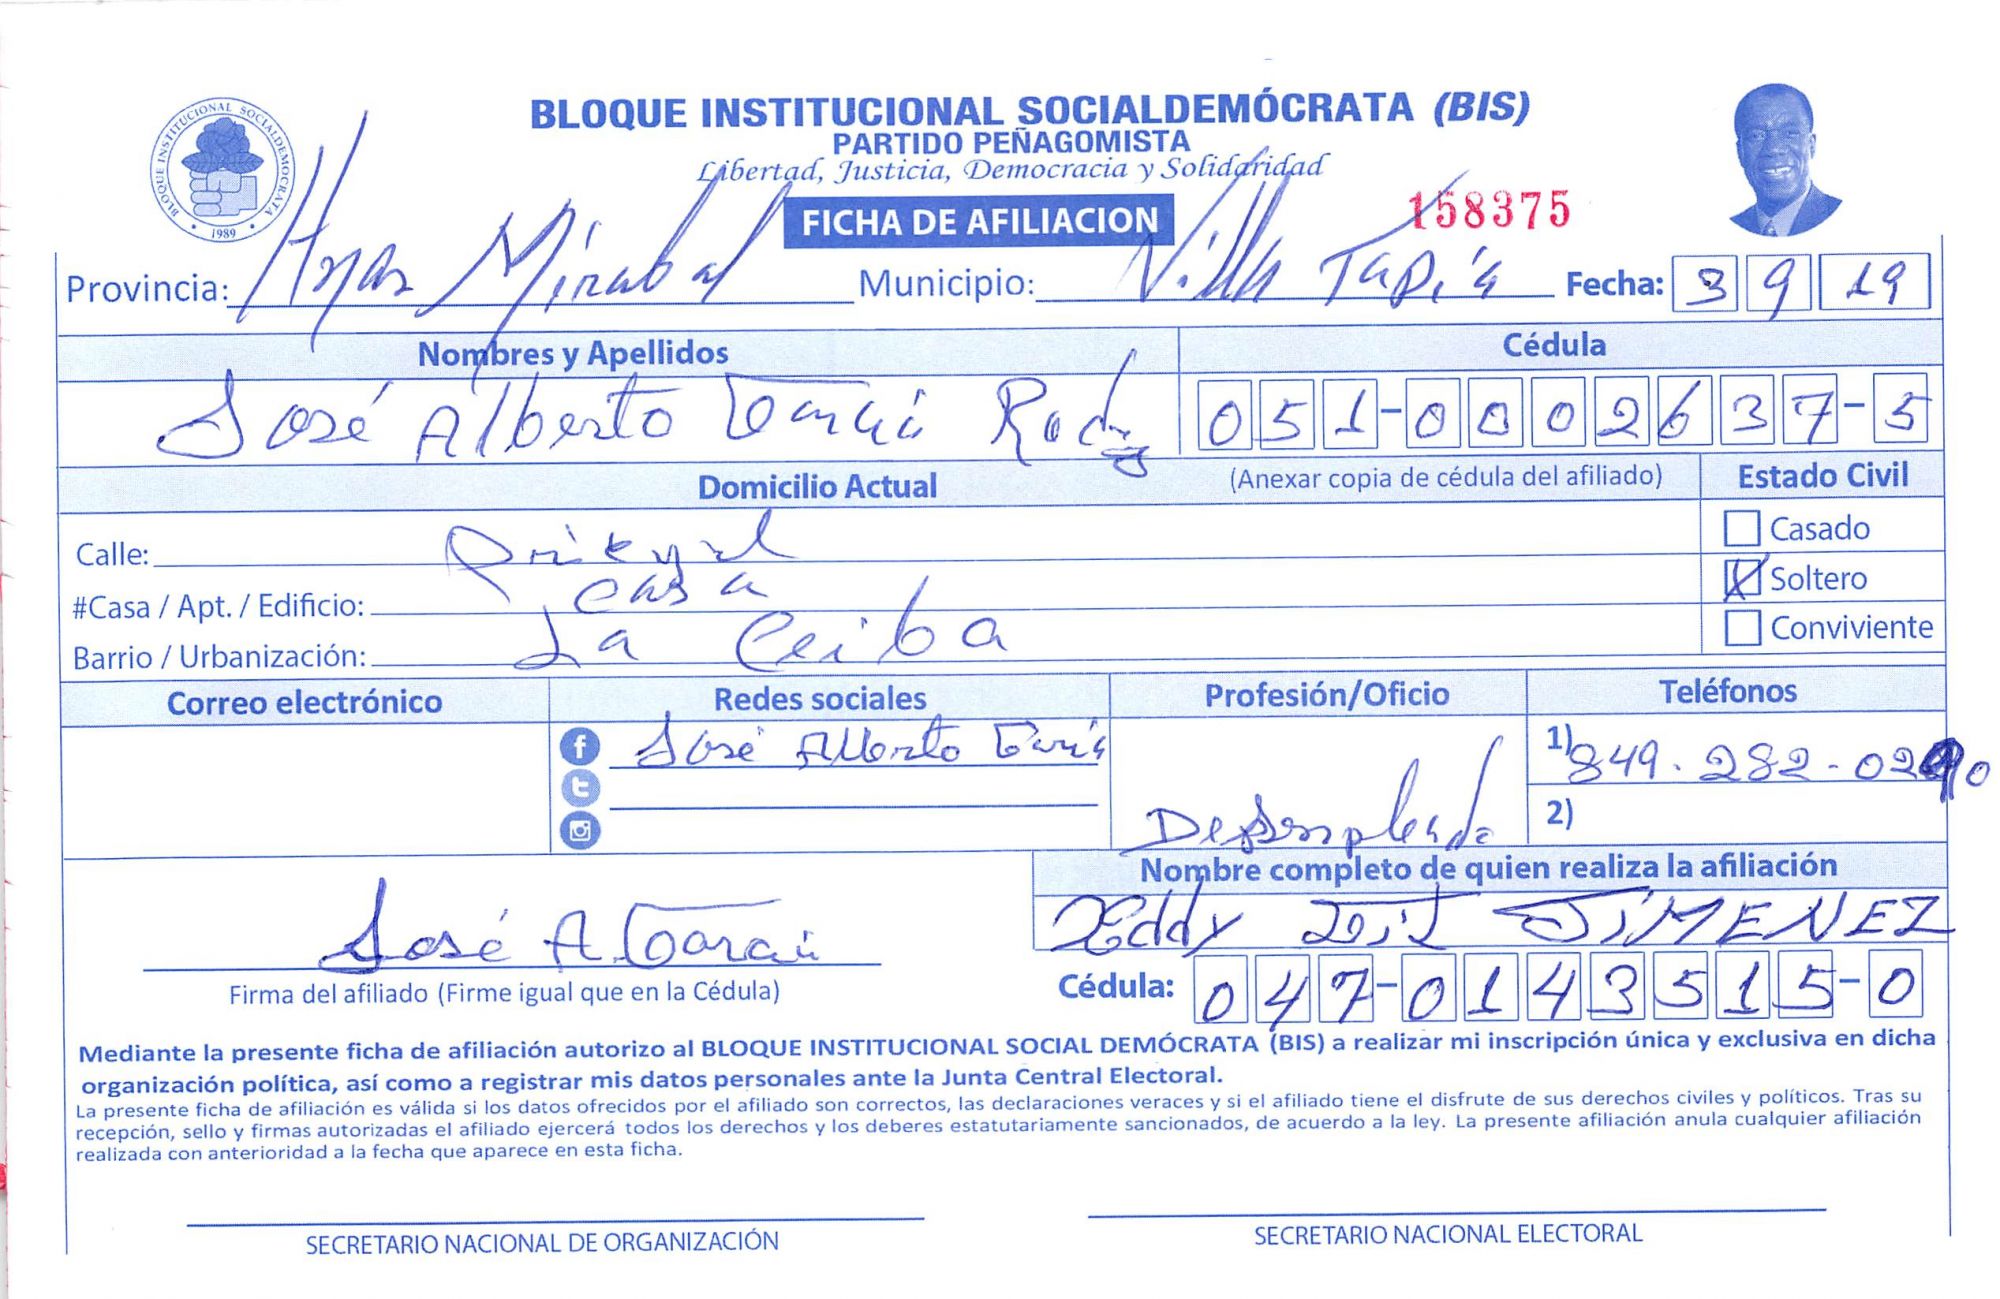 BLOQUE INSTITUCIONAL SOCIALDEMOCRATA
1989
BLOQUE INSTITUCIONAL SOCIALDEMÓCRATA (BIS)
PARTIDO PEÑAGOMISTA
Libertad, Justicia, Democracia y Solidaridad
FICHA DE AFILIACION
158375
Provincia: Hnas Mirabal Municipio: Villa Tapia Fecha: 3 9 19
Nombres y Apellidos Cédula
José Alberto García Rodz 051-0002637-5
Domicilio Actual (Anexar copia de cédula del afiliado) Estado Civil
Calle: Casado
#Casa / Apt. / Edificio: casa Soltero
Barrio / Urbanización: La Ceiba Conviviente
Correo electrónico Redes sociales Profesión/Oficio Teléfonos
José Alberto García 1) 849-282-02
Desempleado 2)
Nombre completo de quien realiza la afiliación
José A. García Eddy JIMENEZ
Firma del afiliado (Firme igual que en la Cédula) Cédula: 047-0143515-0
Mediante la presente ficha de afiliación autorizo al BLOQUE INSTITUCIONAL SOCIAL DEMÓCRATA (BIS) a realizar mi inscripción única y exclusiva en dicha
organización política, así como a registrar mis datos personales ante la Junta Central Electoral.
La presente ficha de afiliación es válida si los datos ofrecidos por el afiliado son correctos, las declaraciones veraces y si el afiliado tiene el disfrute de sus derechos civiles y políticos. Tras su
recepción, sello y firmas autorizadas el afiliado ejercerá todos los derechos y los deberes estatutariamente sancionados, de acuerdo a la ley. La presente afiliación anula cualquier afiliación
realizada con anterioridad a la fecha que aparece en esta ficha.
SECRETARIO NACIONAL DE ORGANIZACIÓN SECRETARIO NACIONAL ELECTORAL